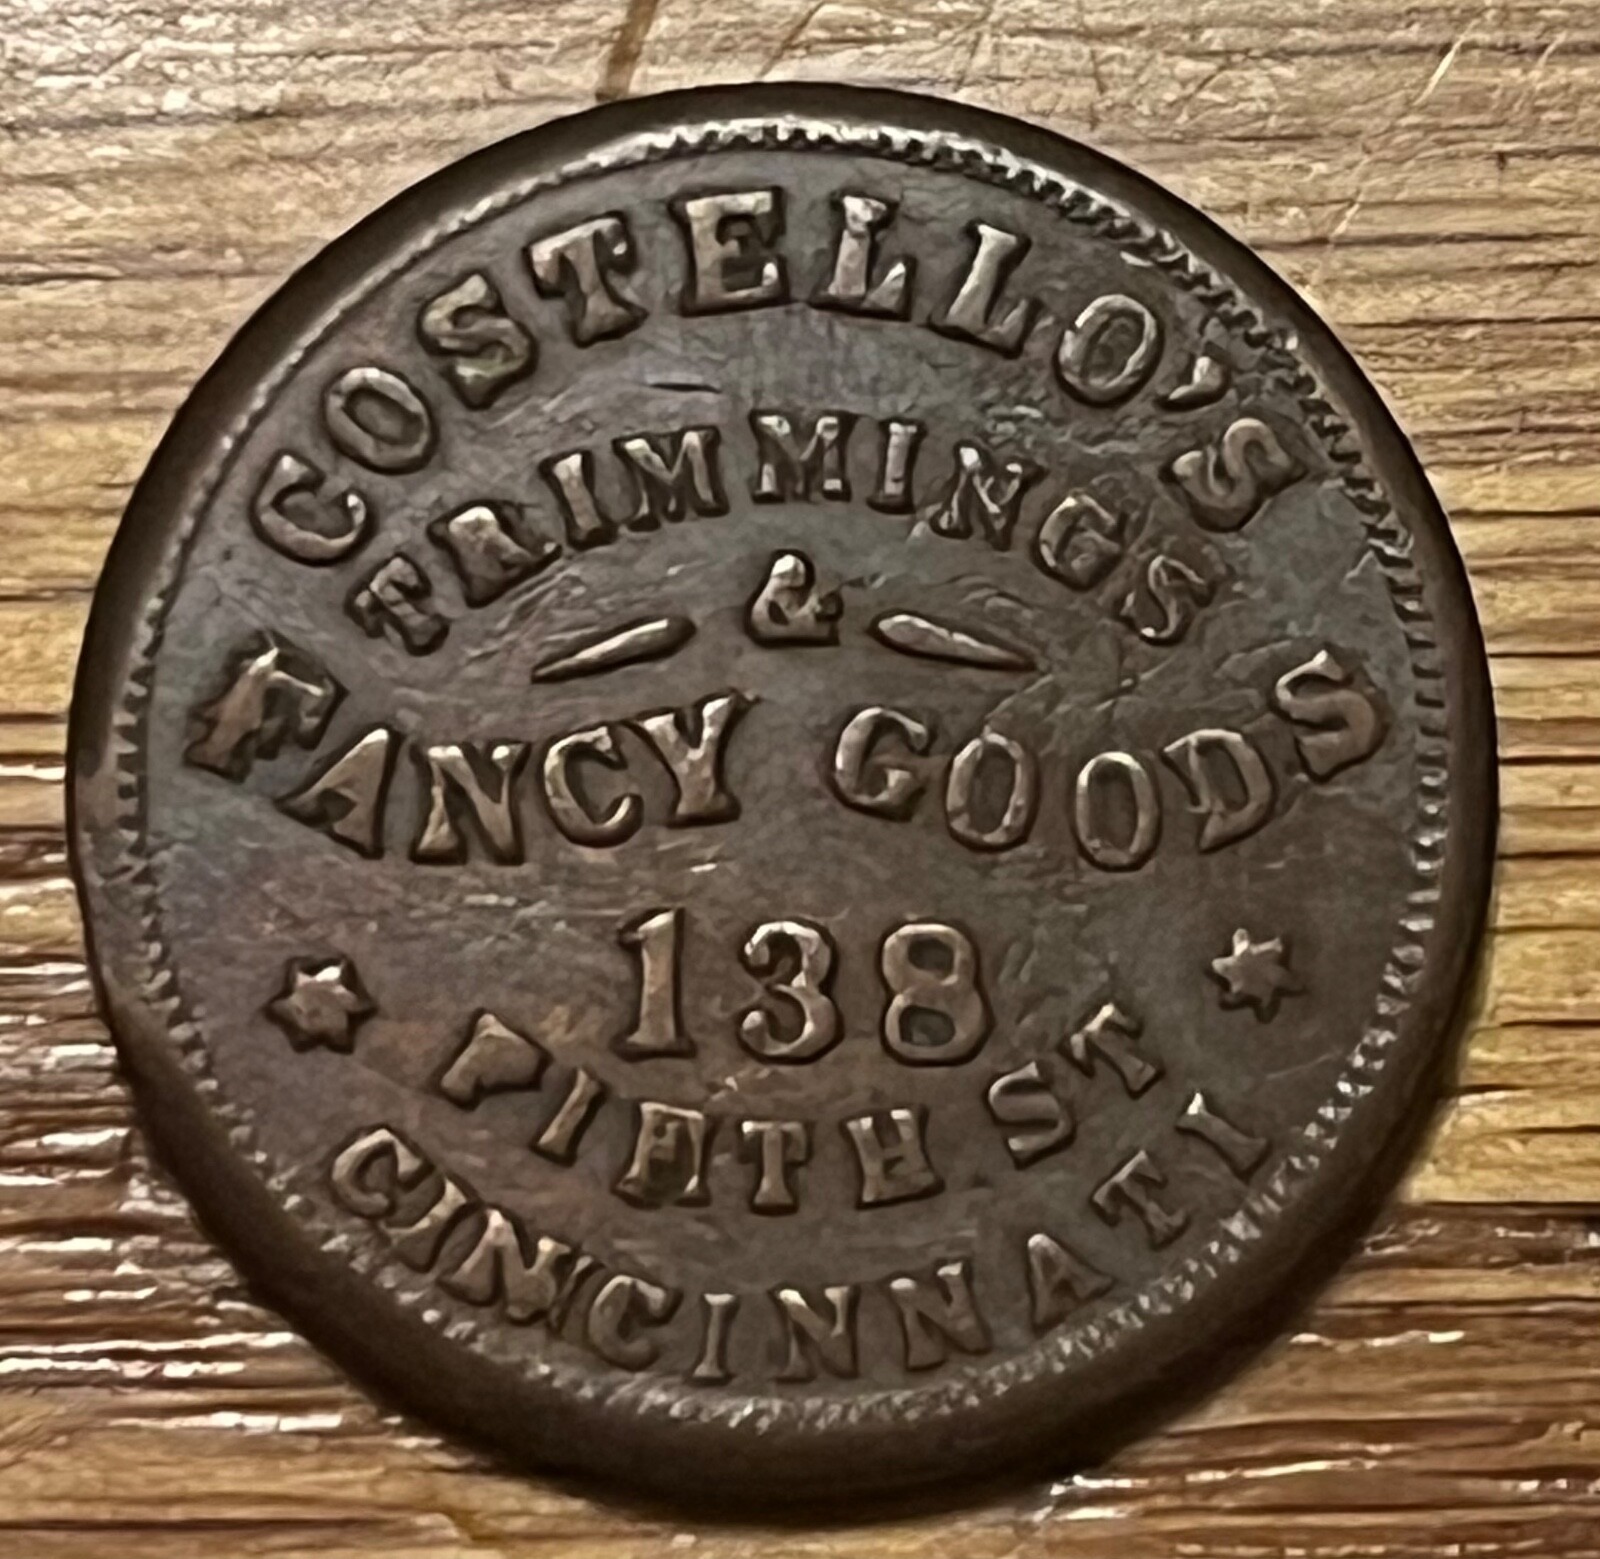 COSTELLO'S
TRIMMINGS
&
FANCY GOODS
138
FIFTH ST
CINCINNATI